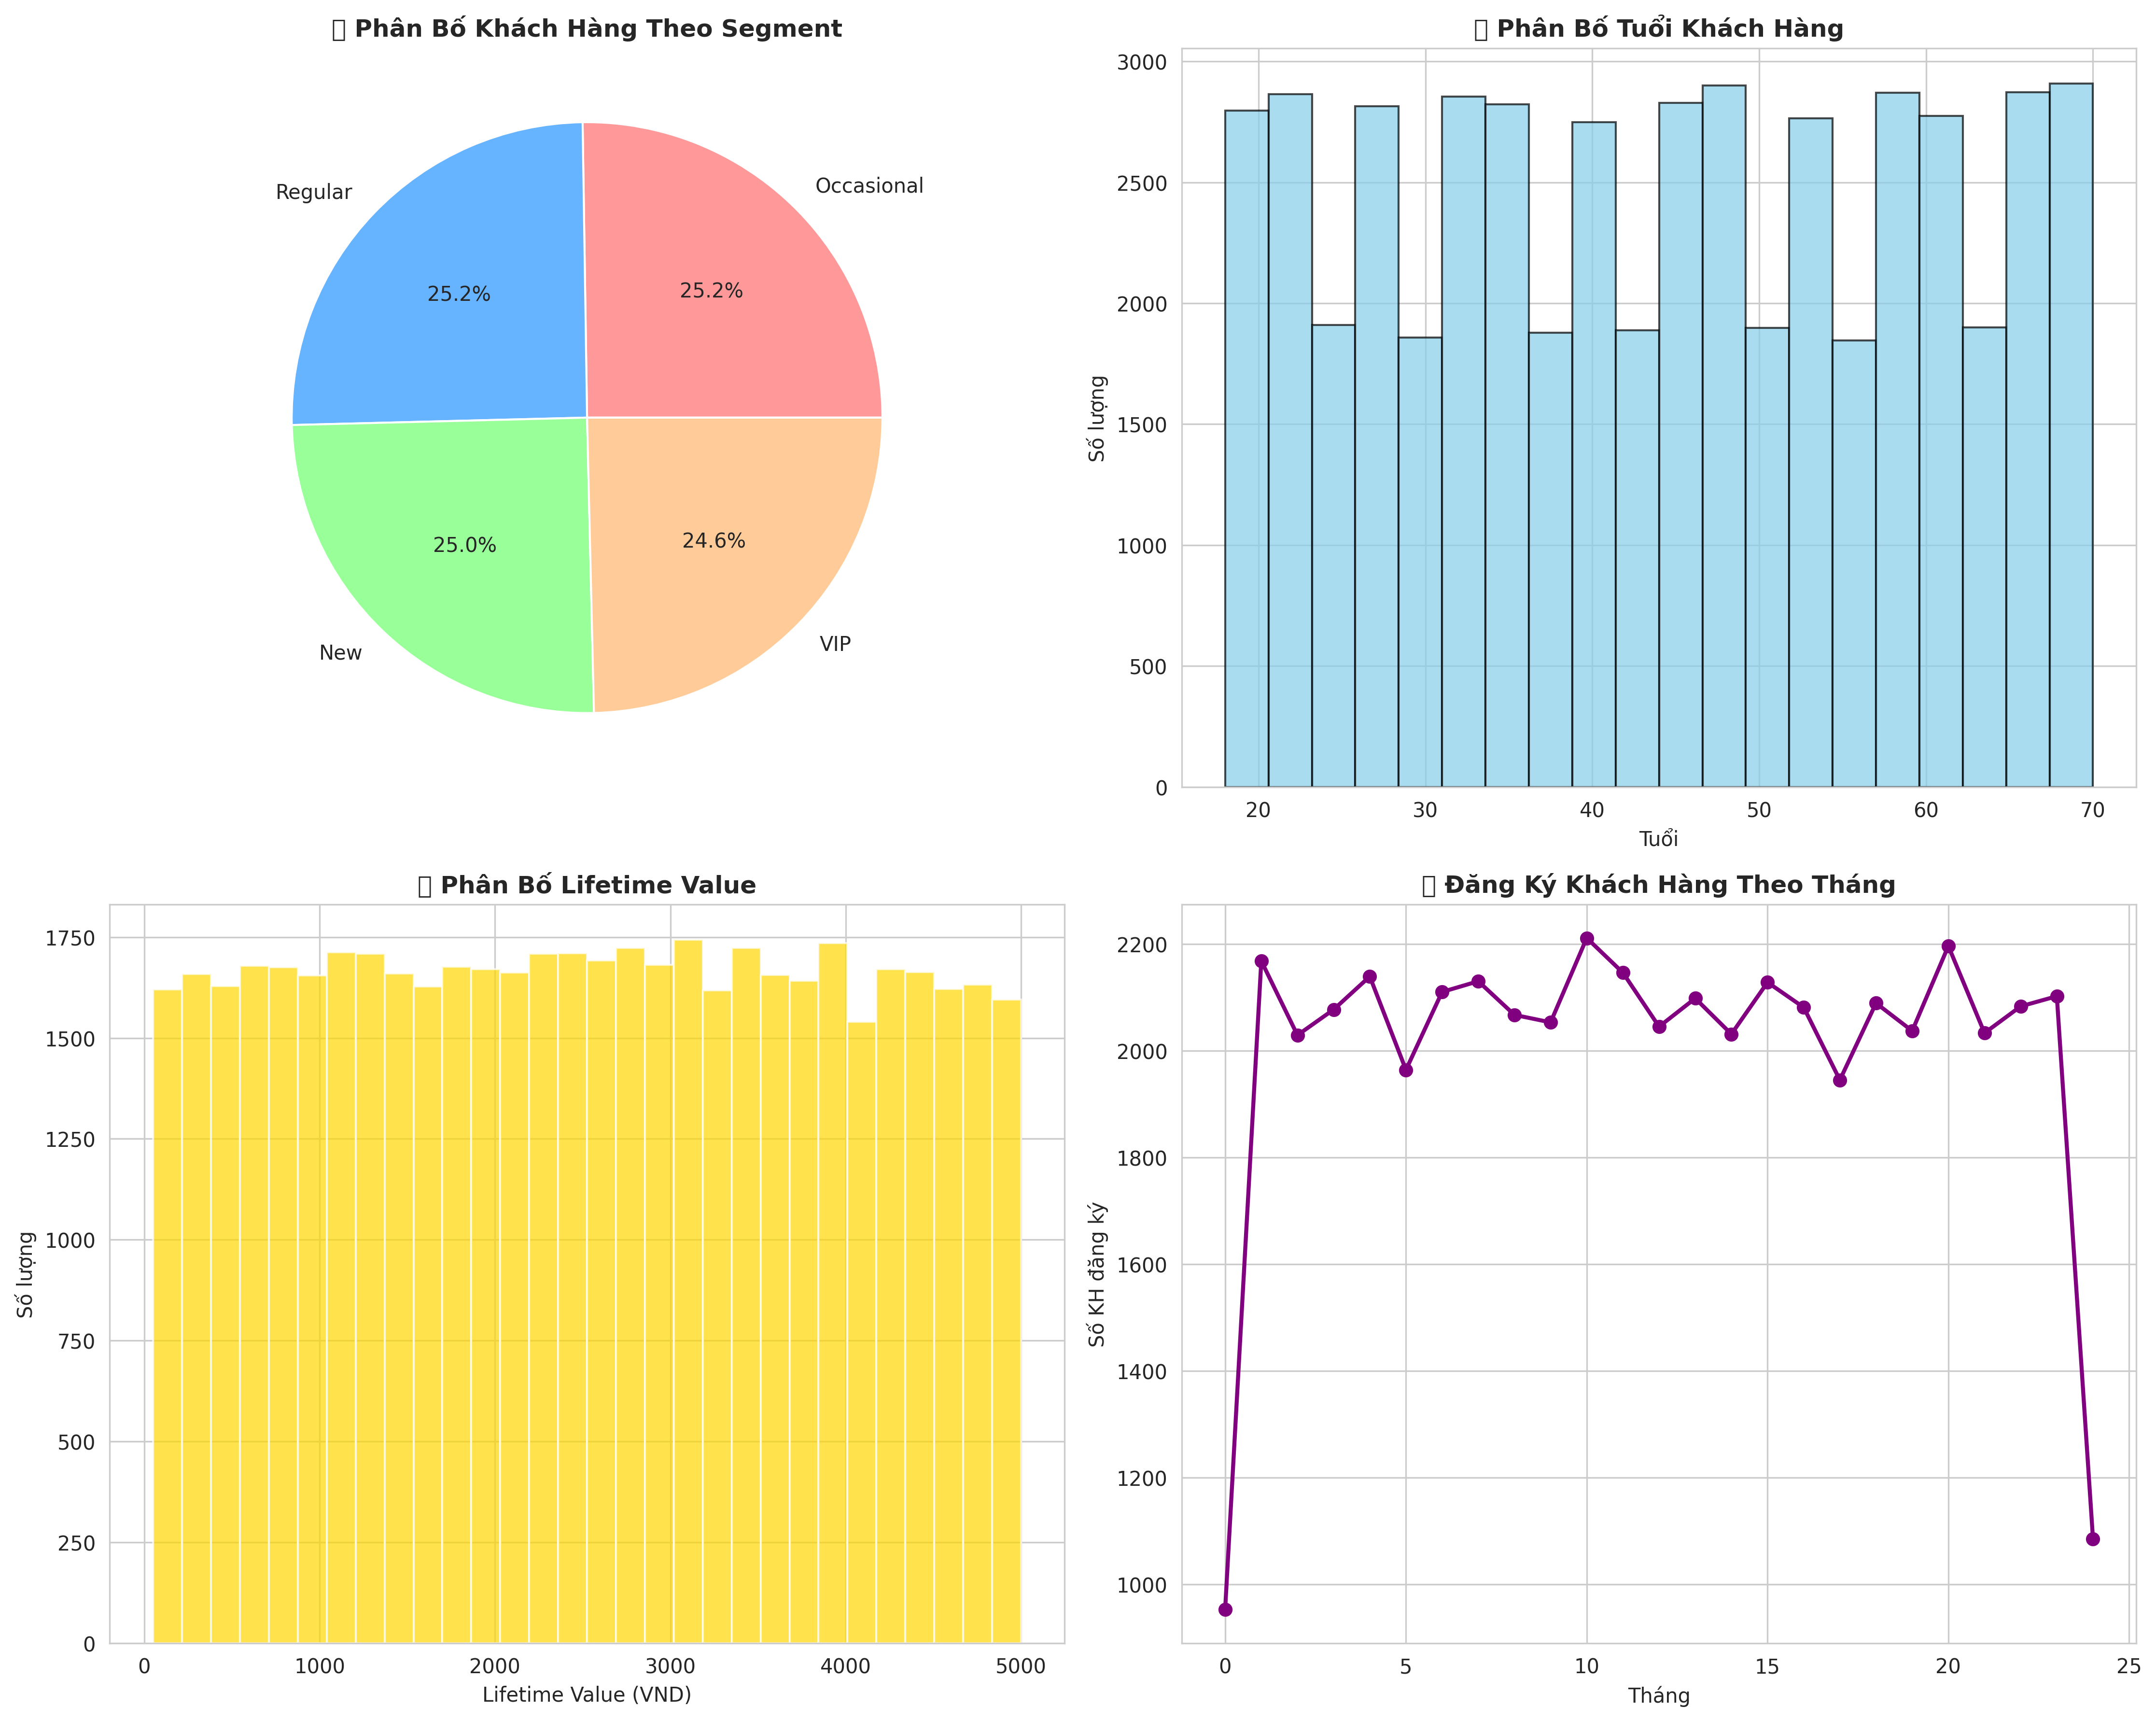 Phân Bố Khách Hàng Theo Segment
Regular
Occasional
25.2%
25.2%
25.0%
24.6%
New
VIP
Phân Bố Tuổi Khách Hàng
Số lượng
3000
2500
2000
1500
1000
500
0
20 30 40 50 60 70
Tuổi
Phân Bố Lifetime Value
Số lượng
1750
1500
1250
1000
750
500
250
0
0 1000 2000 3000 4000 5000
Lifetime Value (VND)
Đăng Ký Khách Hàng Theo Tháng
Số KH đăng ký
2200
2000
1800
1600
1400
1200
1000
0 5 10 15 20 25
Tháng